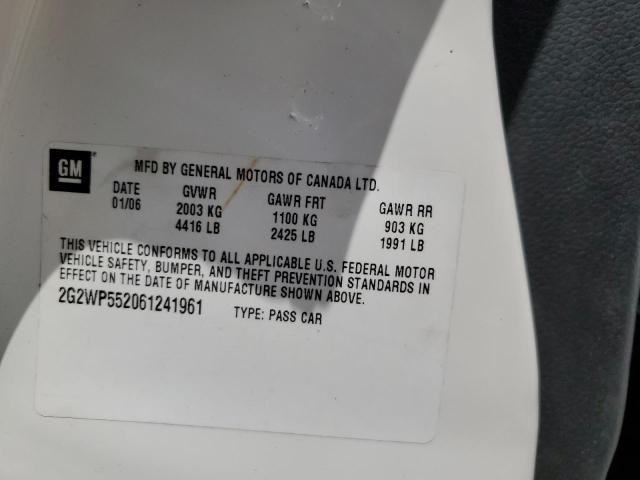 GM
MFD BY GENERAL MOTORS OF CANADA LTD.
DATE GVWR GAWR FRT GAWR RR
01/06 2003 KG 1100 KG 903 KG
4416 LB 2425 LB 1991 LB
THIS VEHICLE CONFORMS TO ALL APPLICABLE U.S. FEDERAL MOTOR
VEHICLE SAFETY, BUMPER, AND THEFT PREVENTION STANDARDS IN
EFFECT ON THE DATE OF MANUFACTURE SHOWN ABOVE.
2G2WP552061241961 TYPE: PASS CAR